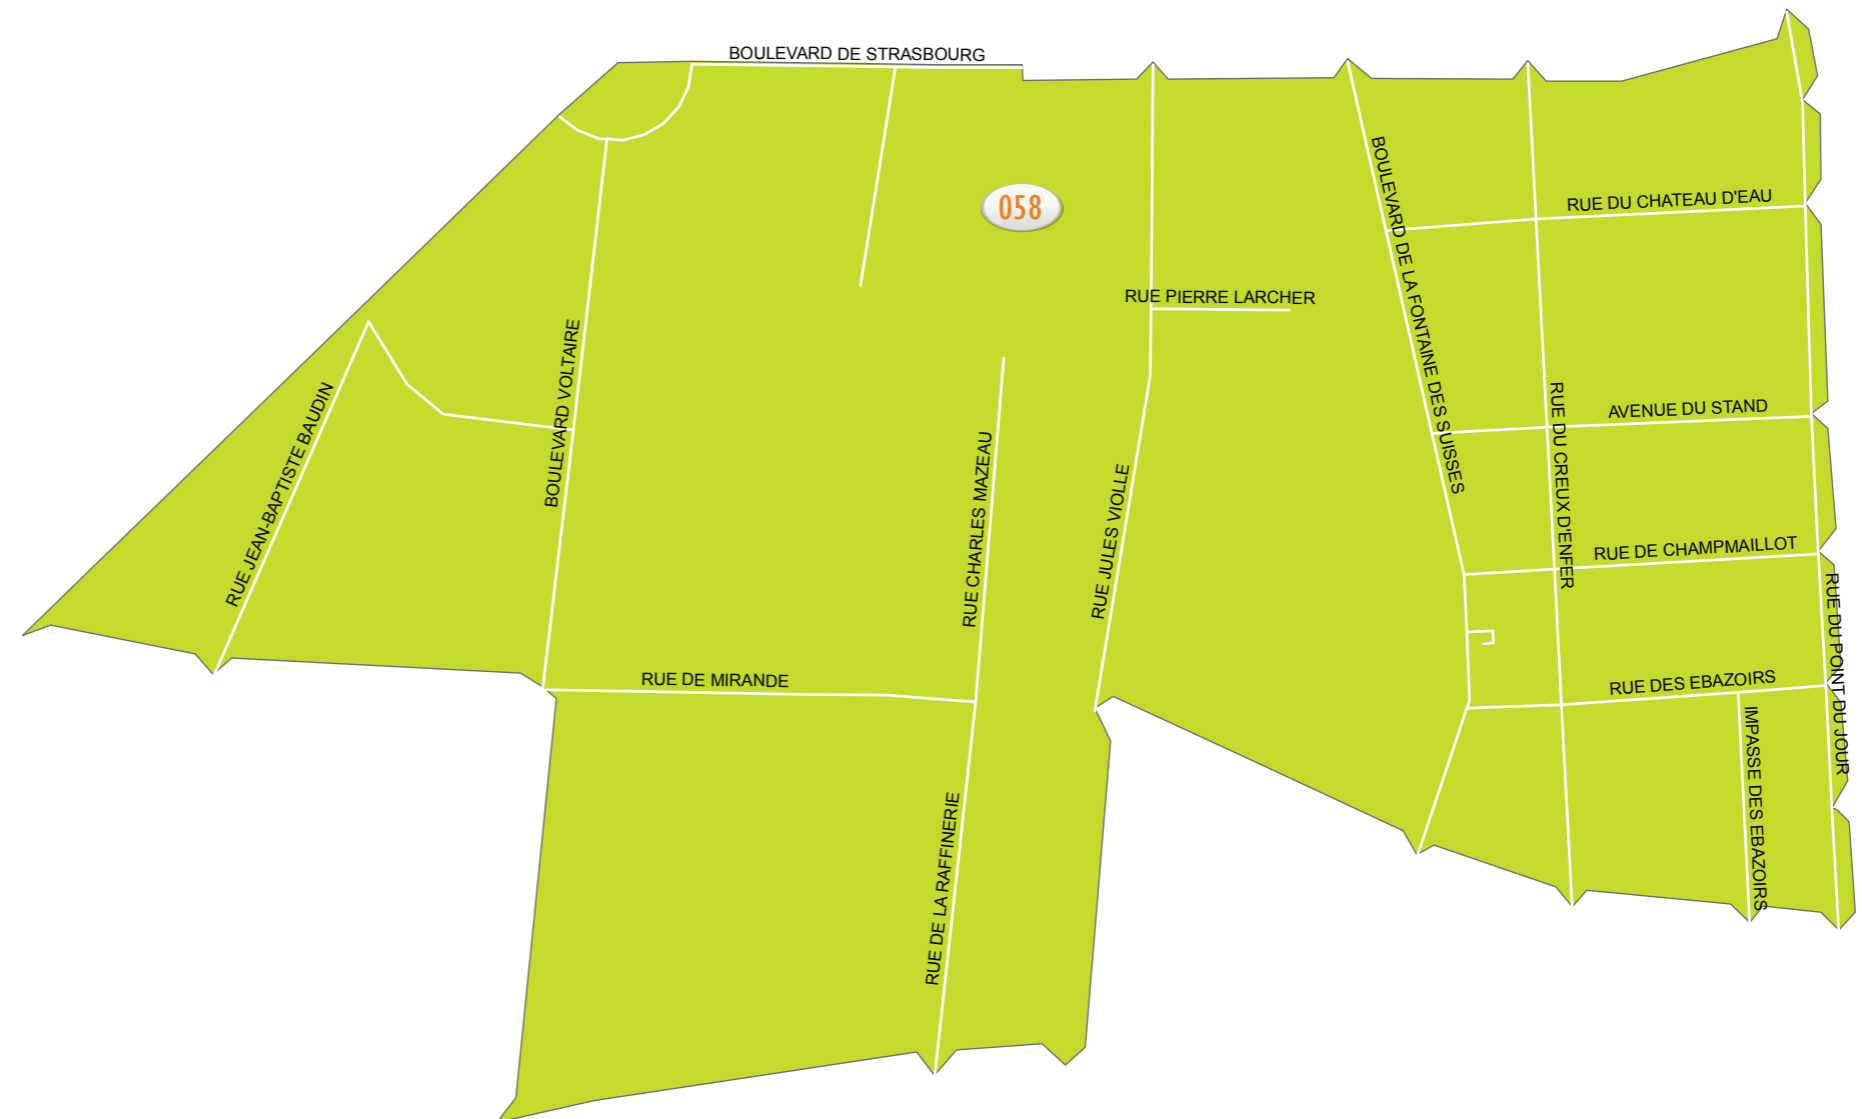 BOULEVARD DE STRASBOURG
058
BOULEVARD DE LA FONTAINE DES SUISSES
RUE DU CHATEAU D'EAU
RUE PIERRE LARCHER
BOULEVARD VOLTAIRE
RUE JEAN-BAPTISTE BAUDIN
RUE DU CREUX D'ENFER
AVENUE DU STAND
RUE CHARLES MAZEAU
RUE JULES VIOLLE
RUE DE CHAMPMAILLOT
RUE DU POINT DU JOUR
RUE DE MIRANDE
RUE DES EBAZOIRS
IMPASSE DES EBAZOIRS
RUE DE LA RAFFINERIE